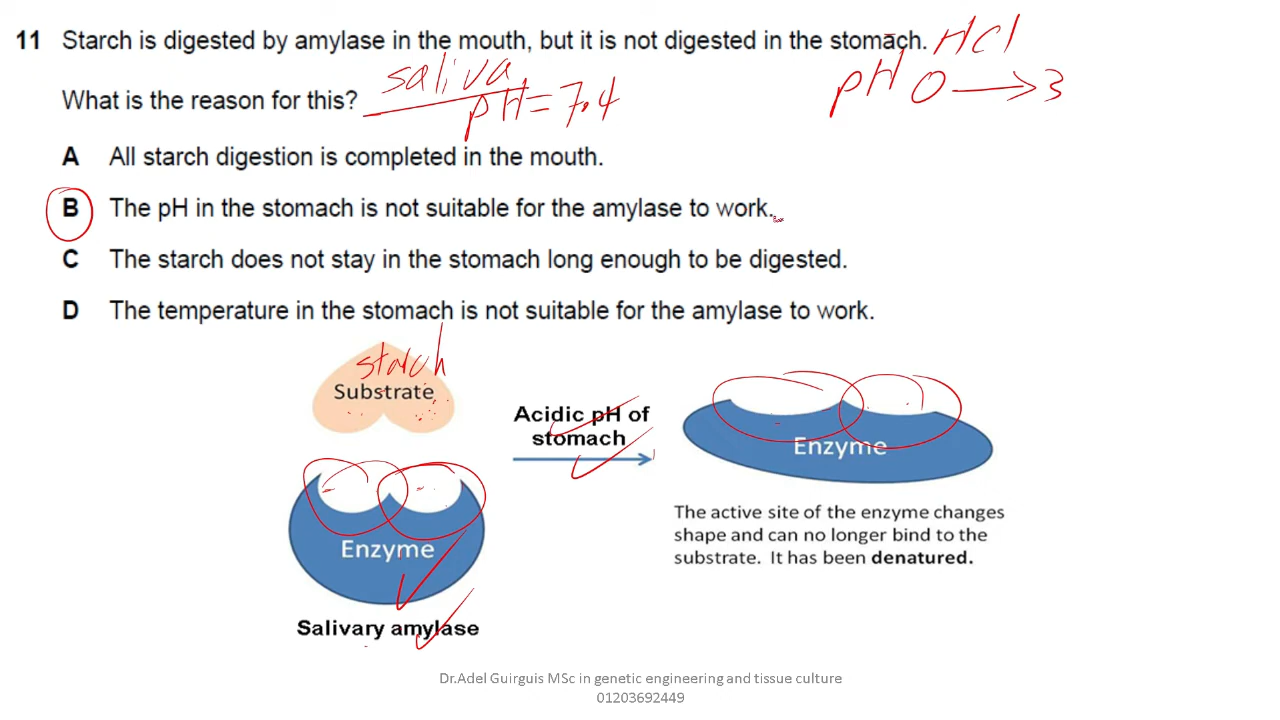 11 Starch is digested by amylase in the mouth, but it is not digested in the stomach. HCl
saliva
pH 0 → 3
What is the reason for this? pH = 7.4
A All starch digestion is completed in the mouth.
B The pH in the stomach is not suitable for the amylase to work.
C The starch does not stay in the stomach long enough to be digested.
D The temperature in the stomach is not suitable for the amylase to work.
starch
Substrate
Acidic pH of
stomach
Enzyme
Salivary amylase
Enzyme
The active site of the enzyme changes
shape and can no longer bind to the
substrate. It has been denatured.
Dr.Adel Guirguis MSc in genetic engineering and tissue culture
01203692449